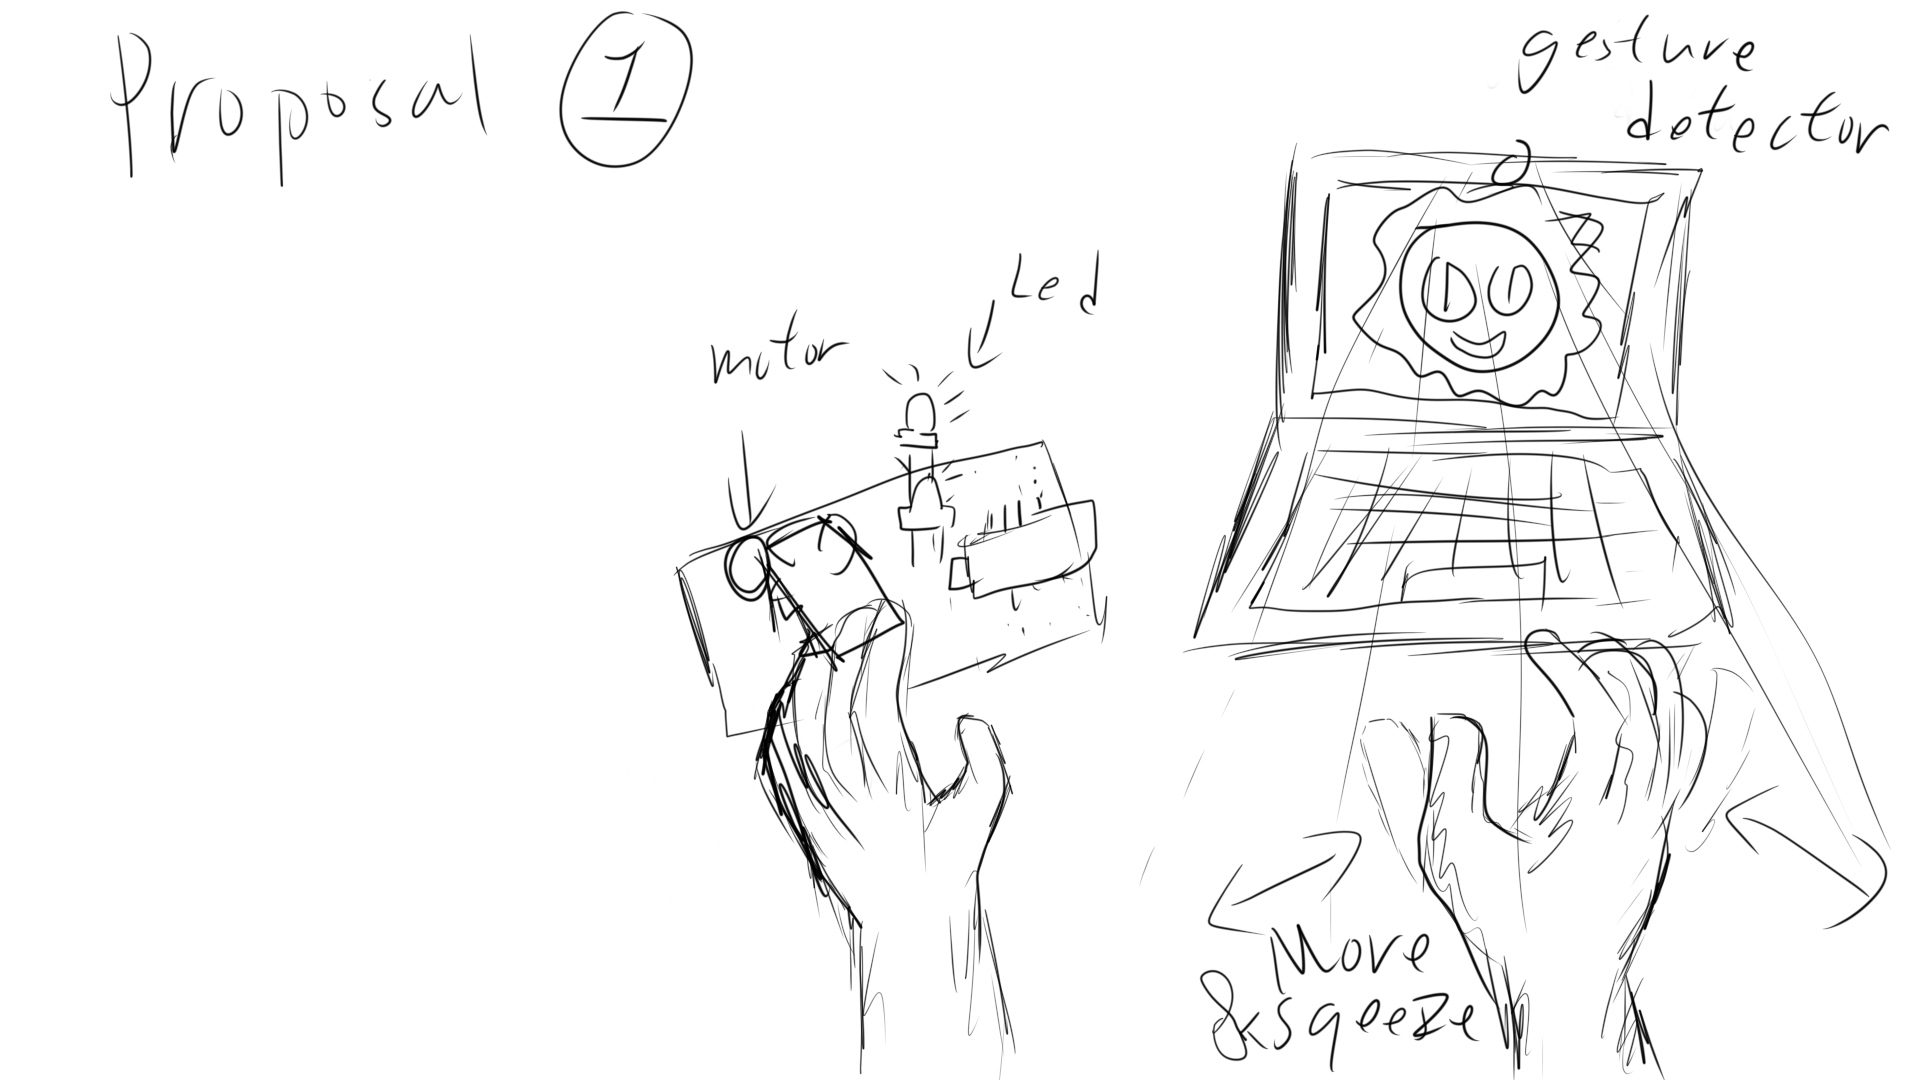 Proposal 1
gesture
detector
Led
motor
Move
& sqeeze